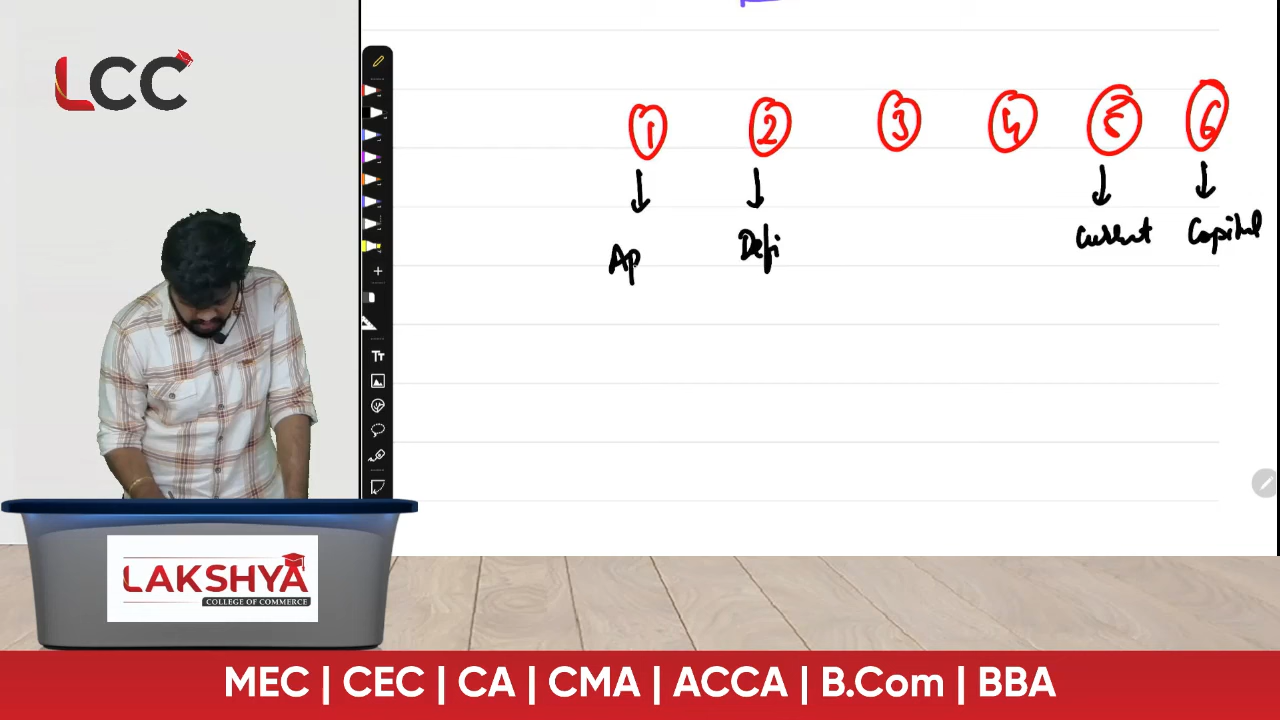 LCC
1 2 3 4 5 6
Ap Defi Current Capital
TT
LAKSHYA
COLLEGE OF COMMERCE
MEC | CEC | CA | CMA | ACCA | B.Com | BBA